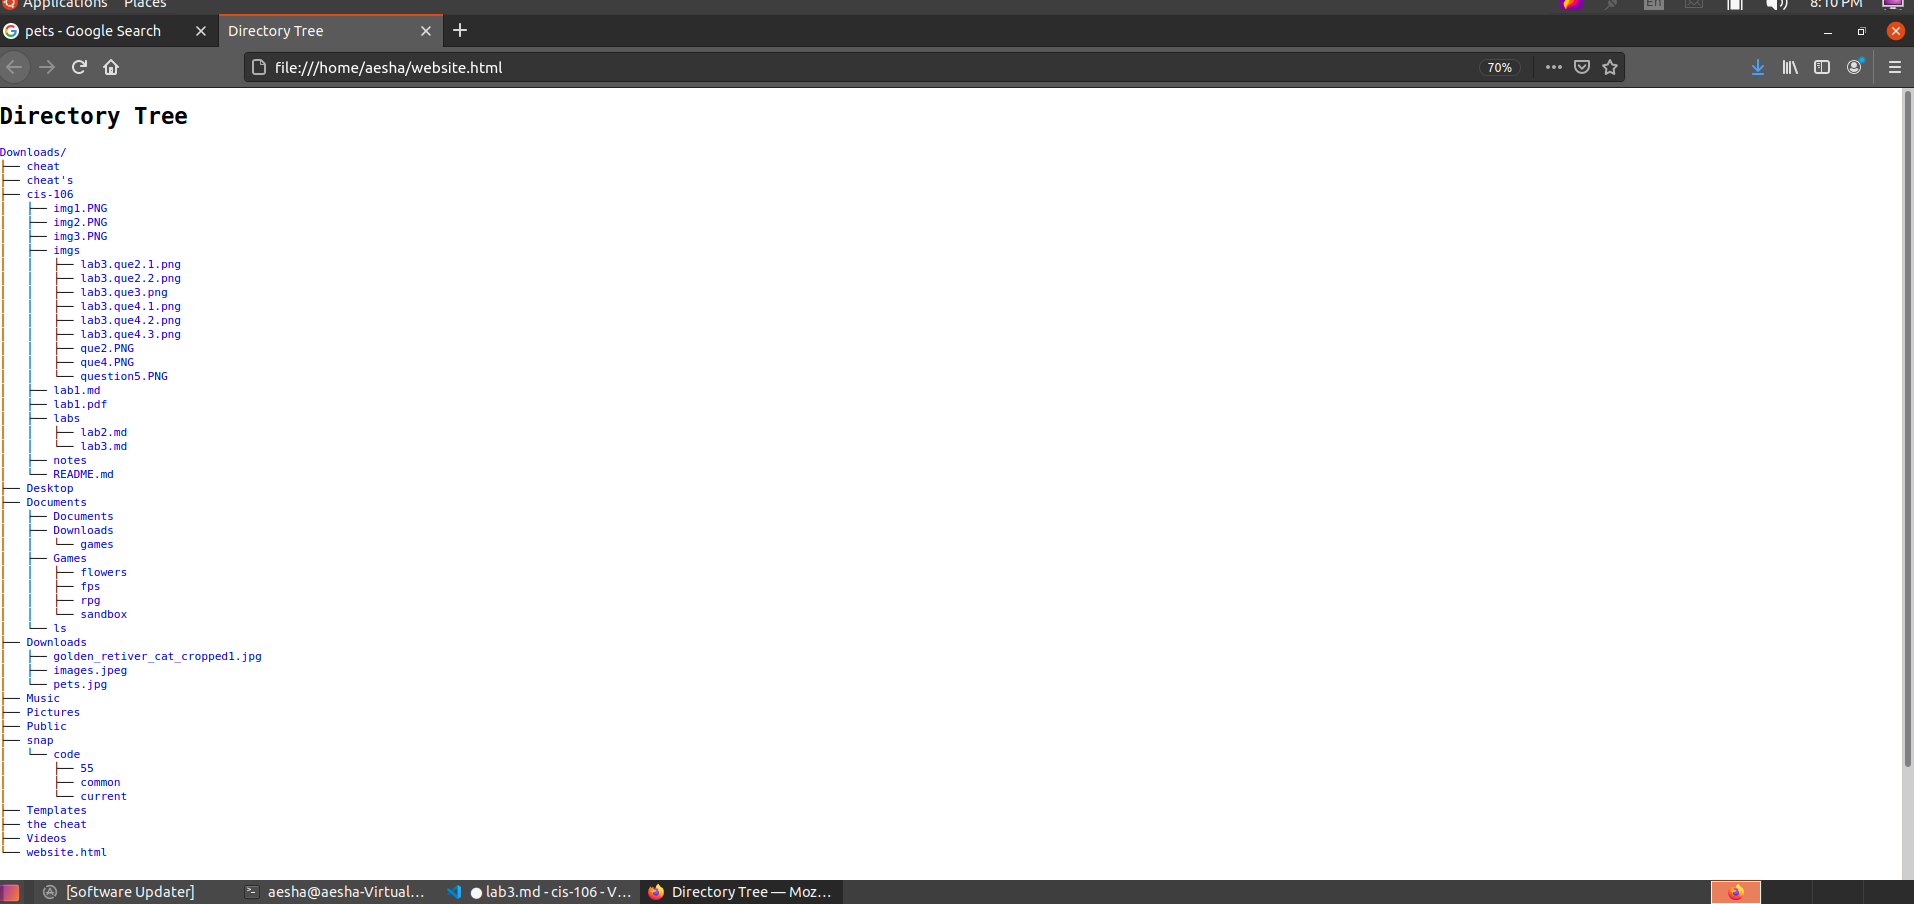 Applications Places En 8:10 PM
pets - Google Search Directory Tree
file:///home/aesha/website.html 70%
Directory Tree
Downloads/
├── cheat
├── cheat's
├── cis-106
│   ├── img1.PNG
│   ├── img2.PNG
│   ├── img3.PNG
│   ├── imgs
│   │   ├── lab3.que2.1.png
│   │   ├── lab3.que2.2.png
│   │   ├── lab3.que3.png
│   │   ├── lab3.que4.1.png
│   │   ├── lab3.que4.2.png
│   │   ├── lab3.que4.3.png
│   │   ├── que2.PNG
│   │   ├── que4.PNG
│   │   └── question5.PNG
│   ├── lab1.md
│   ├── lab1.pdf
│   ├── labs
│   │   ├── lab2.md
│   │   └── lab3.md
│   ├── notes
│   └── README.md
├── Desktop
├── Documents
│   ├── Documents
│   ├── Downloads
│   │   └── games
│   ├── Games
│   │   ├── flowers
│   │   ├── fps
│   │   ├── rpg
│   │   └── sandbox
│   └── ls
├── Downloads
│   ├── golden_retiver_cat_cropped1.jpg
│   ├── images.jpeg
│   └── pets.jpg
├── Music
├── Pictures
├── Public
├── snap
│   └── code
│       ├── 55
│       ├── common
│       └── current
├── Templates
├── the cheat
├── Videos
└── website.html
[Software Updater] aesha@aesha-Virtual... ● lab3.md - cis-106 - V... Directory Tree — Moz...